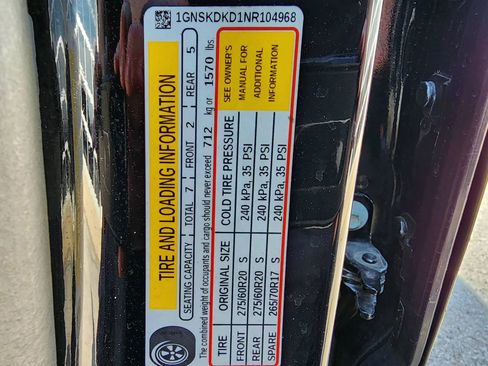 1GNSKDKD1NR104968
TIRE AND LOADING INFORMATION
SEATING CAPACITY TOTAL 7 FRONT 2 REAR 5
The combined weight of occupants and cargo should never exceed 712 kg or 1570 lbs.
TIRE ORIGINAL SIZE COLD TIRE PRESSURE SEE OWNER'S
FRONT 275/60R20 S 240 kPa, 35 PSI MANUAL FOR
REAR 275/60R20 S 240 kPa, 35 PSI ADDITIONAL
SPARE 265/70R17 S 240 kPa, 35 PSI INFORMATION